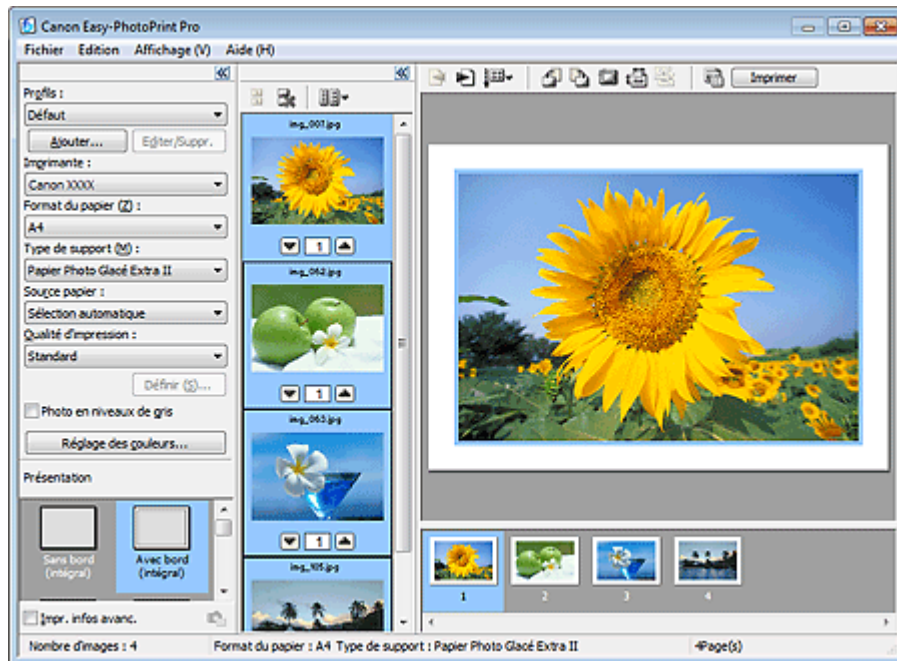 Canon Easy-PhotoPrint Pro
Fichier Edition Affichage (V) Aide (H)
Profils :
Défaut
Ajouter... Editer/Suppr.
Imprimante :
Canon XXXX
Format du papier (Z) :
A4
Type de support (M) :
Papier Photo Glacé Extra II
Source papier :
Sélection automatique
Qualité d'impression :
Standard
Définir (S)...
Photo en niveaux de gris
Réglage des couleurs...
Présentation
Sans bord
(intégral)
Avec bord
(intégral)
Impr. infos avanc.
img_001.jpg
1
img_062.jpg
1
img_063.jpg
1
img_105.jpg
Imprimer
1 2 3 4
Nombre d'images : 4 Format du papier : A4 Type de support : Papier Photo Glacé Extra II 4Page(s)